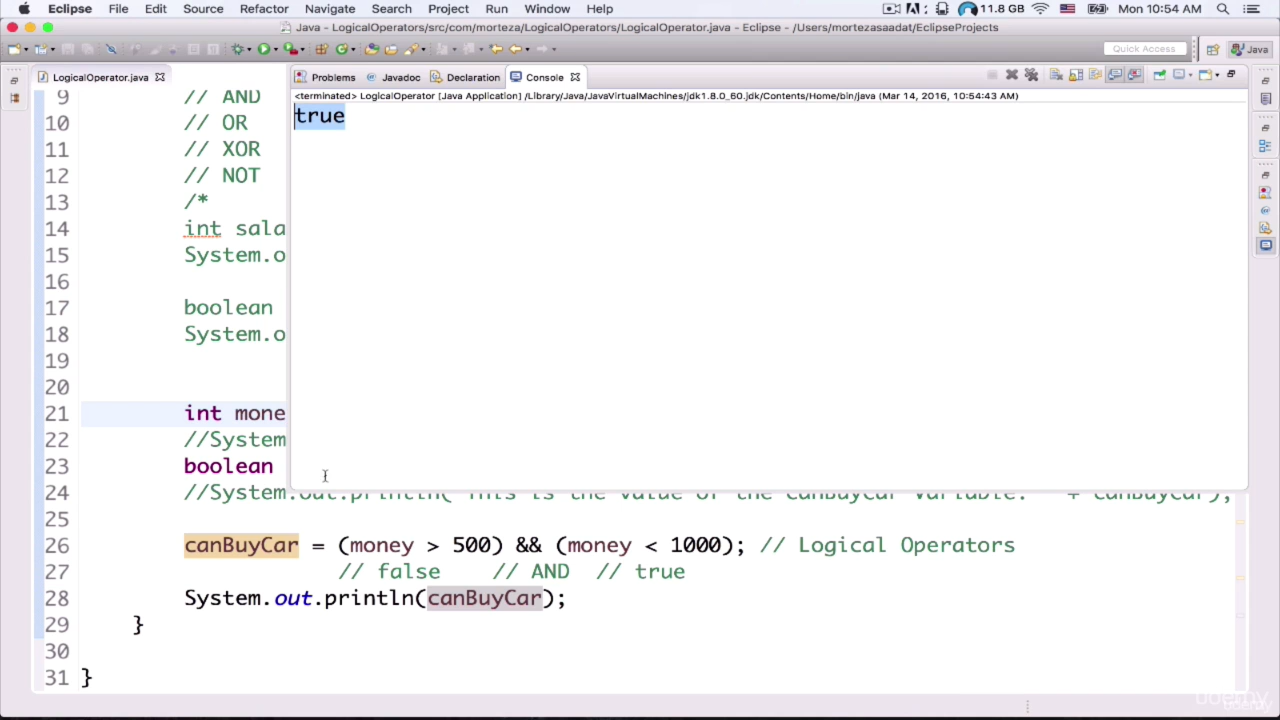 Eclipse File Edit Source Refactor Navigate Search Project Run Window Help 11.8 GB Mon 10:54 AM
Java - LogicalOperators/src/com/morteza/LogicalOperators/LogicalOperator.java - Eclipse - /Users/mortezasaadat/EclipseProjects
Quick Access Java
LogicalOperator.java Problems Javadoc Declaration Console
<terminated> LogicalOperator [Java Application] /Library/Java/JavaVirtualMachines/jdk1.8.0_60.jdk/Contents/Home/bin/java (Mar 14, 2016, 10:54:43 AM)
true
9 // AND
10 // OR
11 // XOR
12 // NOT
13 /*
14 int sala
15 System.o
16
17 boolean
18 System.o
19
20
21 int mone
22 //System
23 boolean
24 //System.out.println("This is the value of the canBuyCar variable: " + canBuyCar);
25
26 canBuyCar = (money > 500) && (money < 1000); // Logical Operators
27 // false // AND // true
28 System.out.println(canBuyCar);
29 }
30
31 }
udemy